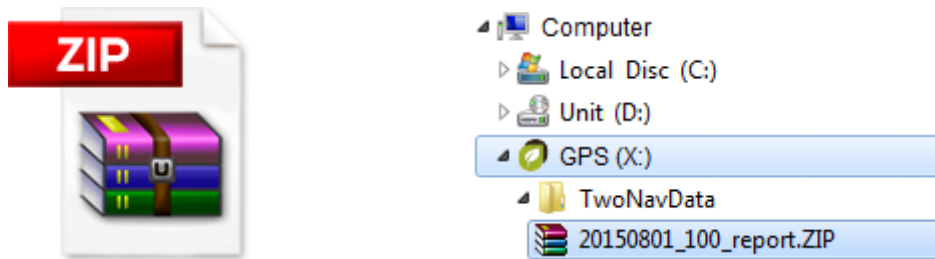 ZIP
Computer
Local Disc (C:)
Unit (D:)
GPS (X:)
TwoNavData
20150801_100_report.ZIP